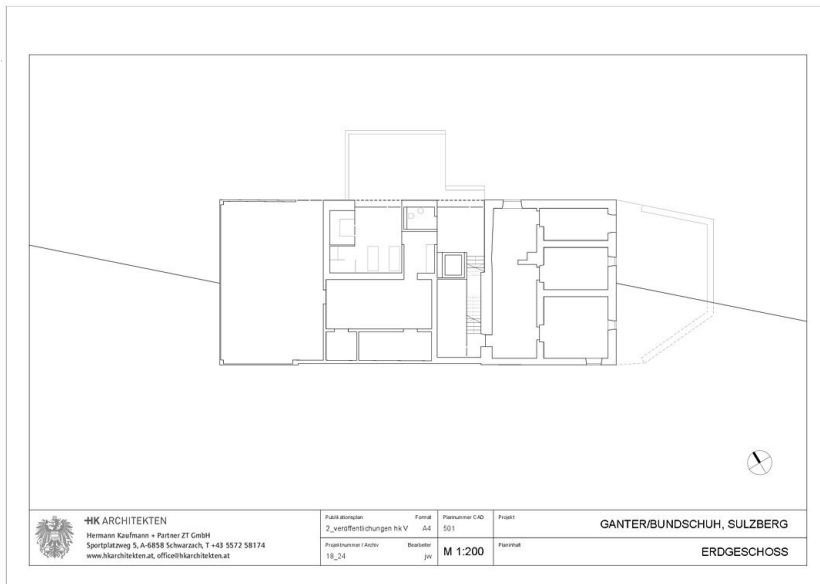 HK ARCHITEKTEN
Hermann Kaufmann + Partner ZT GmbH
Sportplatzweg 5, A-6858 Schwarzach, T +43 5572 58174
www.hkarchitekten.at, office@hkarchitekten.at
Publikationsplan Format
2_veröffentlichungen hk V A4
Projektnummer / Archiv Bearbeiter
18_24 jw
Plannummer CAD
501
M 1:200
Projekt
GANTER/BUNDSCHUH, SULZBERG
Planinhalt
ERDGESCHOSS